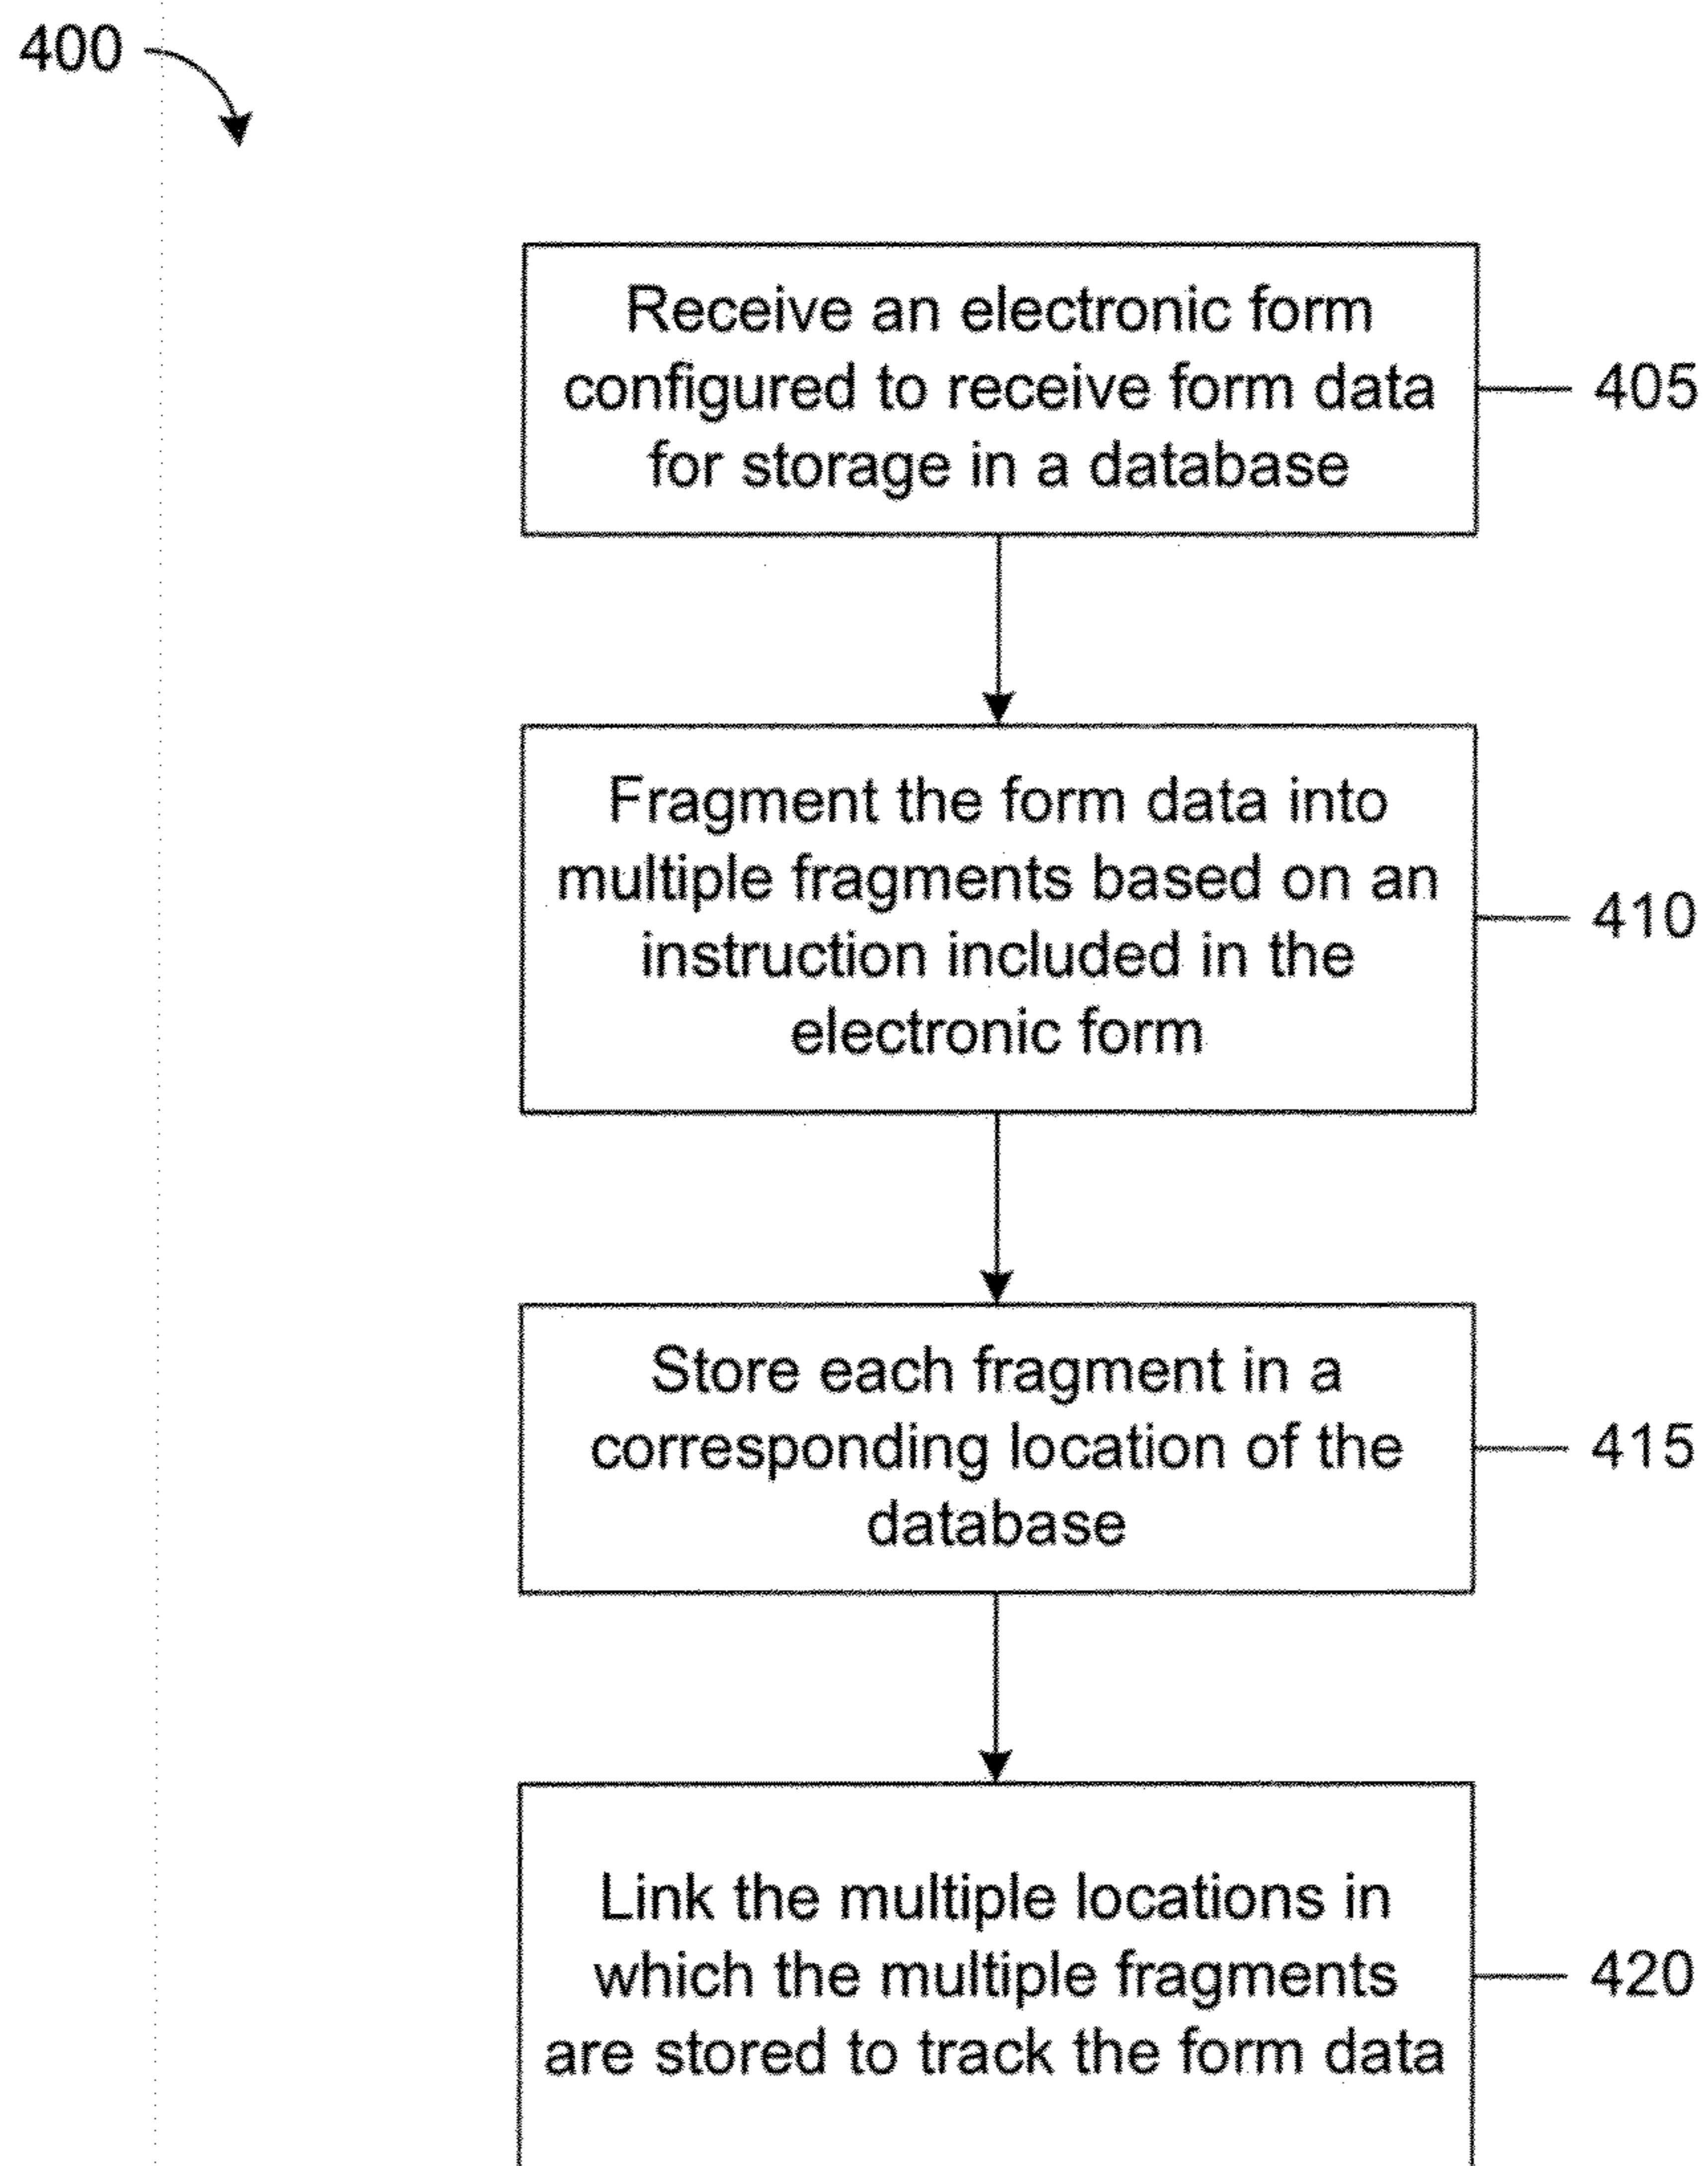 400
Receive an electronic form
configured to receive form data
for storage in a database
405
Fragment the form data into
multiple fragments based on an
instruction included in the
electronic form
410
Store each fragment in a
corresponding location of the
database
415
Link the multiple locations in
which the multiple fragments
are stored to track the form data
420